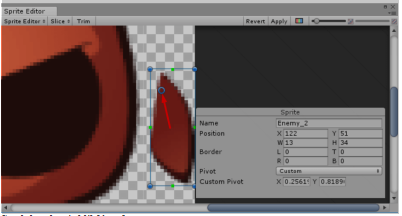 Sprite Editor
Sprite Editor Slice Trim Revert Apply
Sprite
Name Enemy_2
Position X 122 Y 51
W 13 H 34
Border L 0 T 0
R 0 B 0
Pivot Custom
Custom Pivot X 0.2561 Y 0.8189